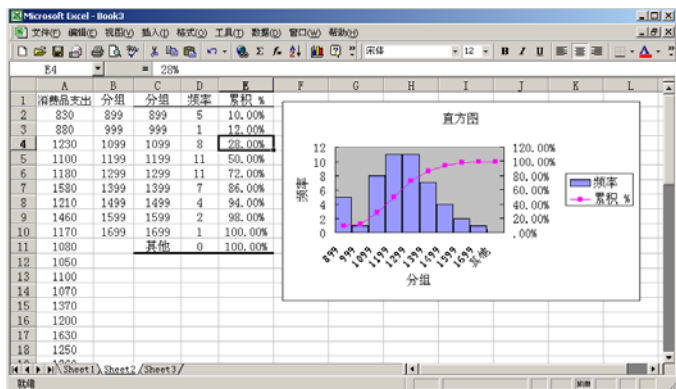 Microsoft Excel - Book3
文件(F) 编辑(E) 视图(V) 插入(I) 格式(O) 工具(T) 数据(D) 窗口(W) 帮助(H)
宋体 12 B I U
E4 = 28%
A B C D E F G H I J K L
1 消费品支出 分组 分组 频率 累积 %
2 830 899 899 5 10.00%
3 880 999 999 1 12.00%
4 1230 1099 1099 8 28.00%
5 1100 1199 1199 11 50.00%
6 1180 1299 1299 11 72.00%
7 1580 1399 1399 7 86.00%
8 1210 1499 1499 4 94.00%
9 1460 1599 1599 2 98.00%
10 1170 1699 1699 1 100.00%
11 1080 其他 0 100.00%
12 1050
13 1100
14 1070
15 1370
16 1200
17 1630
18 1250
直方图
频率
12
10
8
6
4
2
0
120.00%
100.00%
80.00%
60.00%
40.00%
20.00%
.00%
899 999 1099 1199 1299 1399 1499 1599 1699 其他
分组
频率
累积 %
Sheet1 Sheet2 Sheet3
就绪